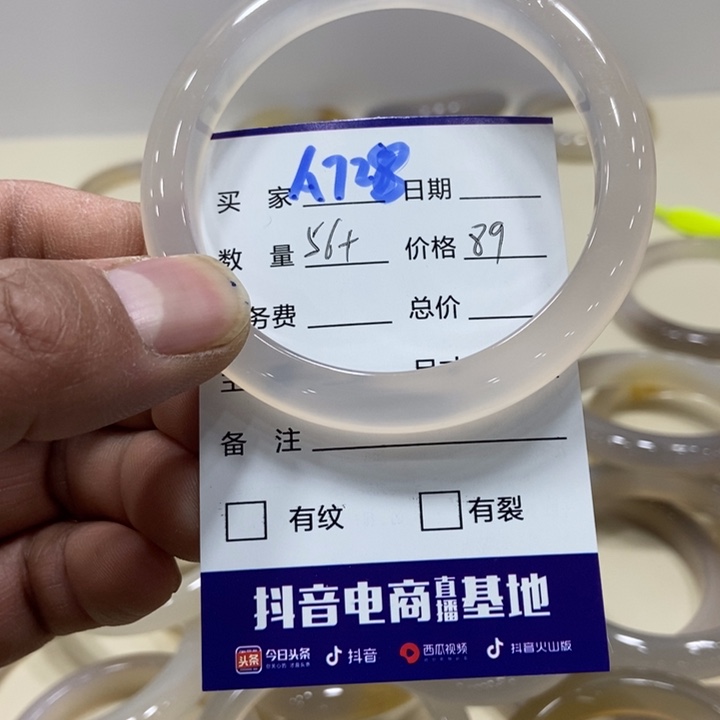 买 家 A728 日期
数 量 56+ 价格 89
务费 总价
备 注
有纹 有裂
抖音电商直播基地
头条 今日头条 抖音 西瓜视频 抖音火山版